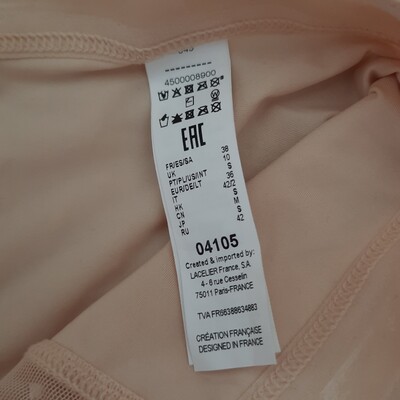 4500008900
EAC
FR/ES/SA 38
UK 10
PT/PL/US/INT S
EUR/DE/LT 36
IT 42/2
HK S
CN M
JP S
RU 42
04105
Created & imported by:
LACELIER France, S.A.
4 - 8 rue Cesselin
75011 Paris-FRANCE
TVA FR66388634883
CRÉATION FRANÇAISE
DESIGNED IN FRANCE